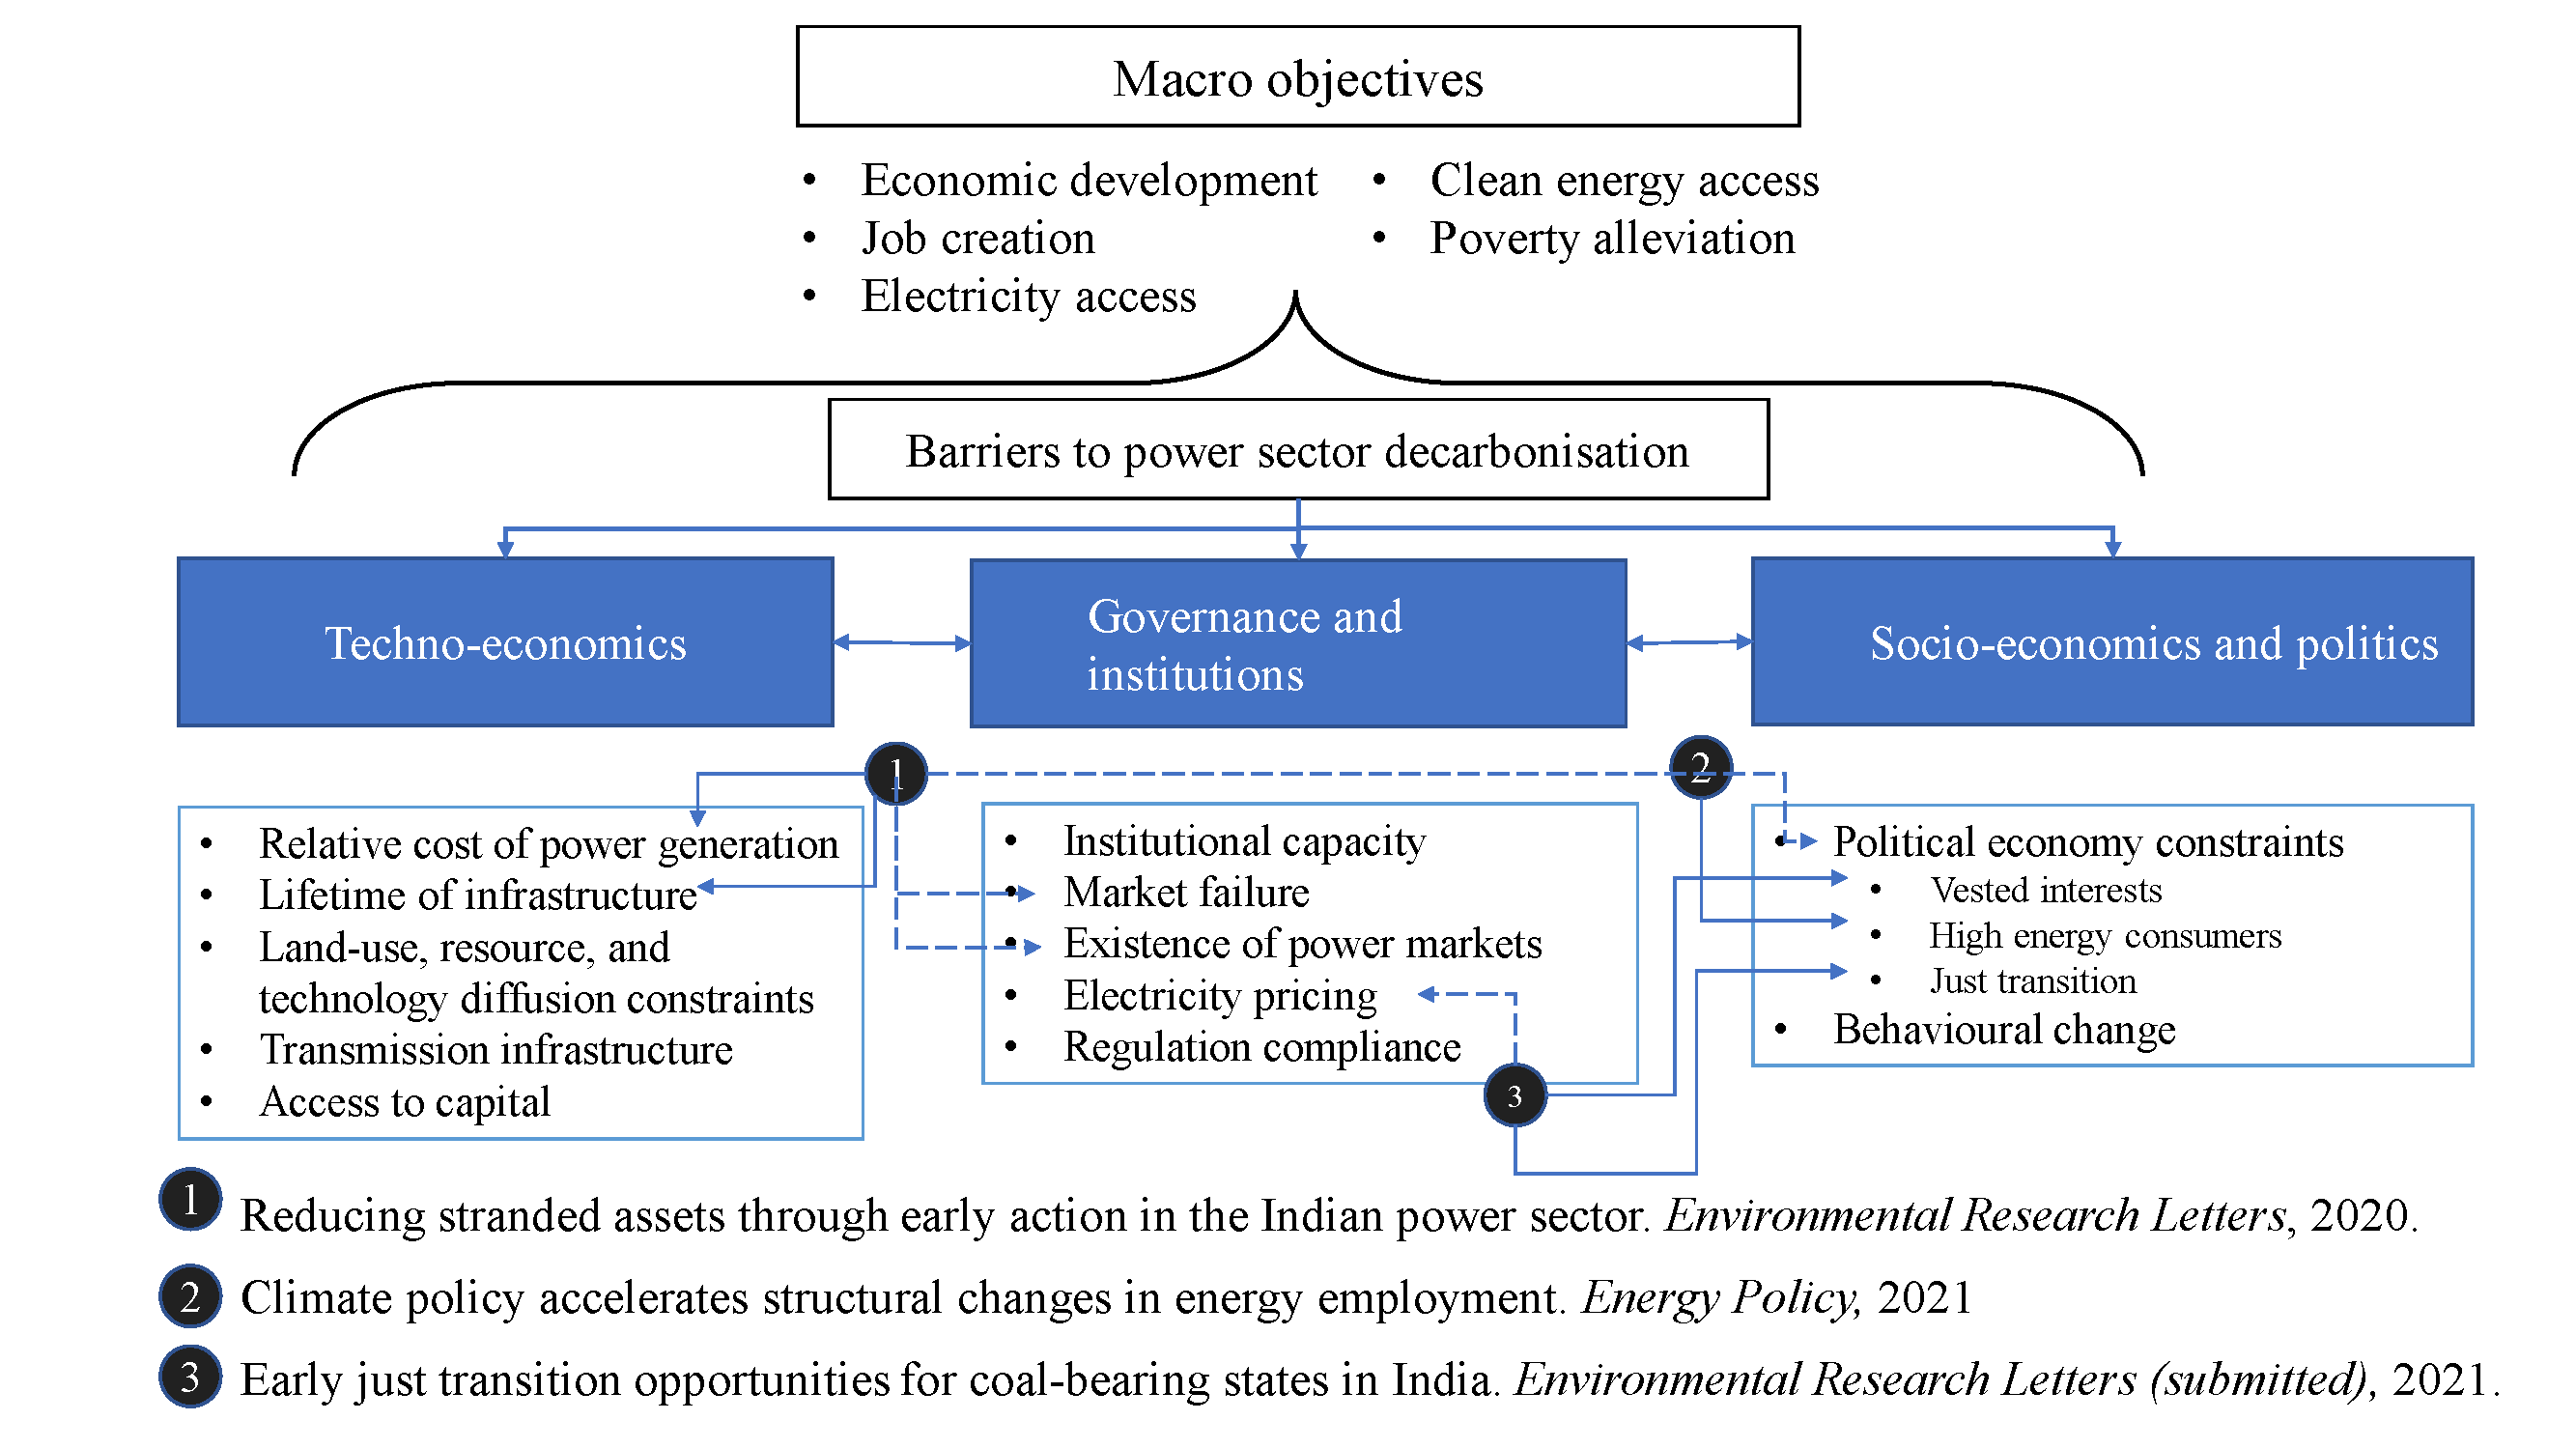 Macro objectives
• Economic development
• Job creation
• Electricity access
• Clean energy access
• Poverty alleviation
Barriers to power sector decarbonisation
Techno-economics
Governance and
institutions
Socio-economics and politics
1
2
• Relative cost of power generation
• Lifetime of infrastructure
• Land-use, resource, and
technology diffusion constraints
• Transmission infrastructure
• Access to capital
• Institutional capacity
• Market failure
• Existence of power markets
• Electricity pricing
• Regulation compliance
3
• Political economy constraints
• Vested interests
• High energy consumers
• Just transition
• Behavioural change
1 Reducing stranded assets through early action in the Indian power sector. Environmental Research Letters, 2020.
2 Climate policy accelerates structural changes in energy employment. Energy Policy, 2021
3 Early just transition opportunities for coal-bearing states in India. Environmental Research Letters (submitted), 2021.